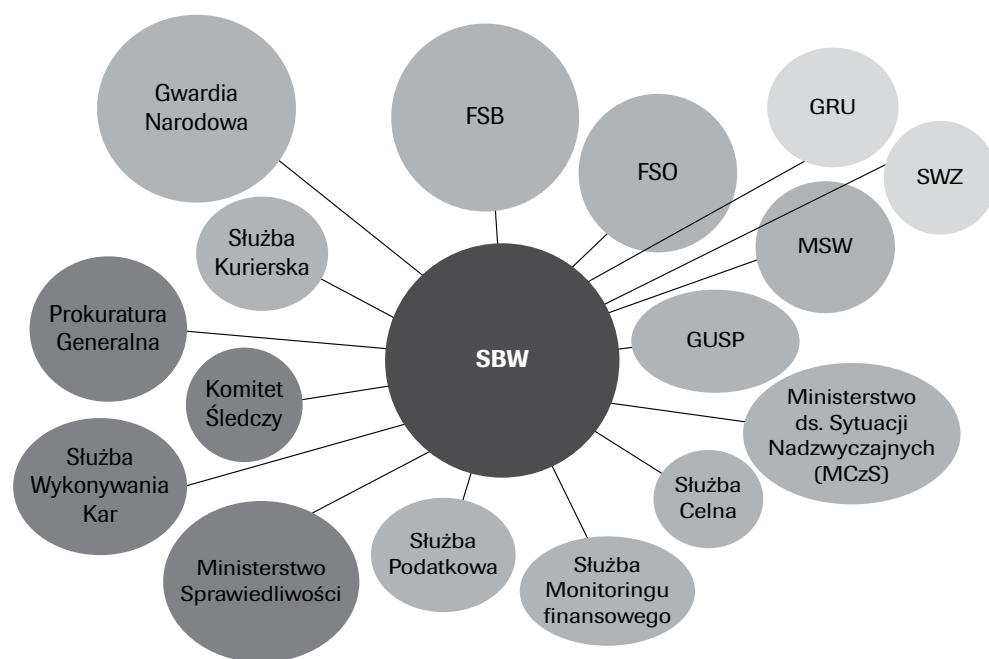 Gwardia
Narodowa
FSB
FSO
GRU
SWZ
MSW
Służba
Kurierska
Prokuratura
Generalna
SBW
GUSP
Komitet
Śledczy
Ministerstwo
ds. Sytuacji
Nadzwyczajnych
(MCzS)
Służba
Wykonywania
Kar
Służba
Celna
Ministerstwo
Sprawiedliwości
Służba
Podatkowa
Służba
Monitoringu
finansowego